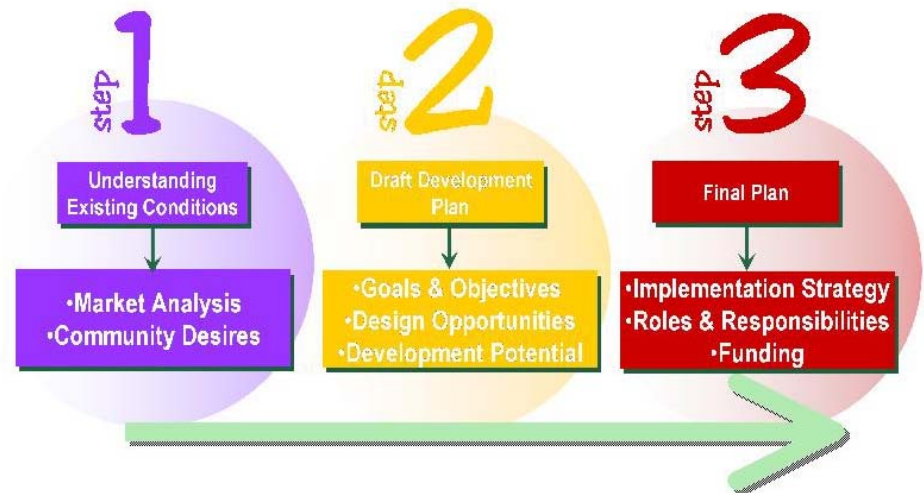 step 1
Understanding
Existing Conditions
•Market Analysis
•Community Desires
step 2
Draft Development
Plan
•Goals & Objectives
•Design Opportunities
•Development Potential
step 3
Final Plan
•Implementation Strategy
•Roles & Responsibilities
•Funding